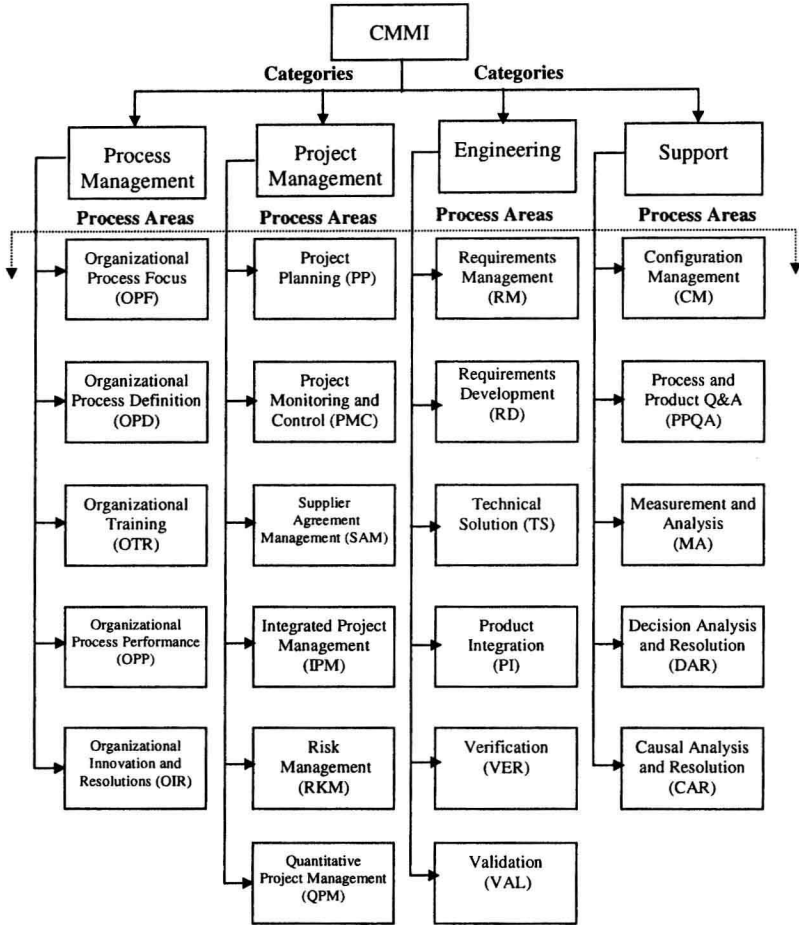 CMMI
Categories
Categories
Process
Management
Project
Management
Engineering
Support
Process Areas
Process Areas
Process Areas
Process Areas
Organizational
Process Focus
(OPF)
Project
Planning (PP)
Requirements
Management
(RM)
Configuration
Management
(CM)
Organizational
Process Definition
(OPD)
Project
Monitoring and
Control (PMC)
Requirements
Development
(RD)
Process and
Product Q&A
(PPQA)
Organizational
Training
(OTR)
Supplier
Agreement
Management (SAM)
Technical
Solution (TS)
Measurement and
Analysis
(MA)
Organizational
Process Performance
(OPP)
Integrated Project
Management
(IPM)
Product
Integration
(PI)
Decision Analysis
and Resolution
(DAR)
Organizational
Innovation and
Resolutions (OIR)
Risk
Management
(RKM)
Verification
(VER)
Causal Analysis
and Resolution
(CAR)
Quantitative
Project Management
(QPM)
Validation
(VAL)